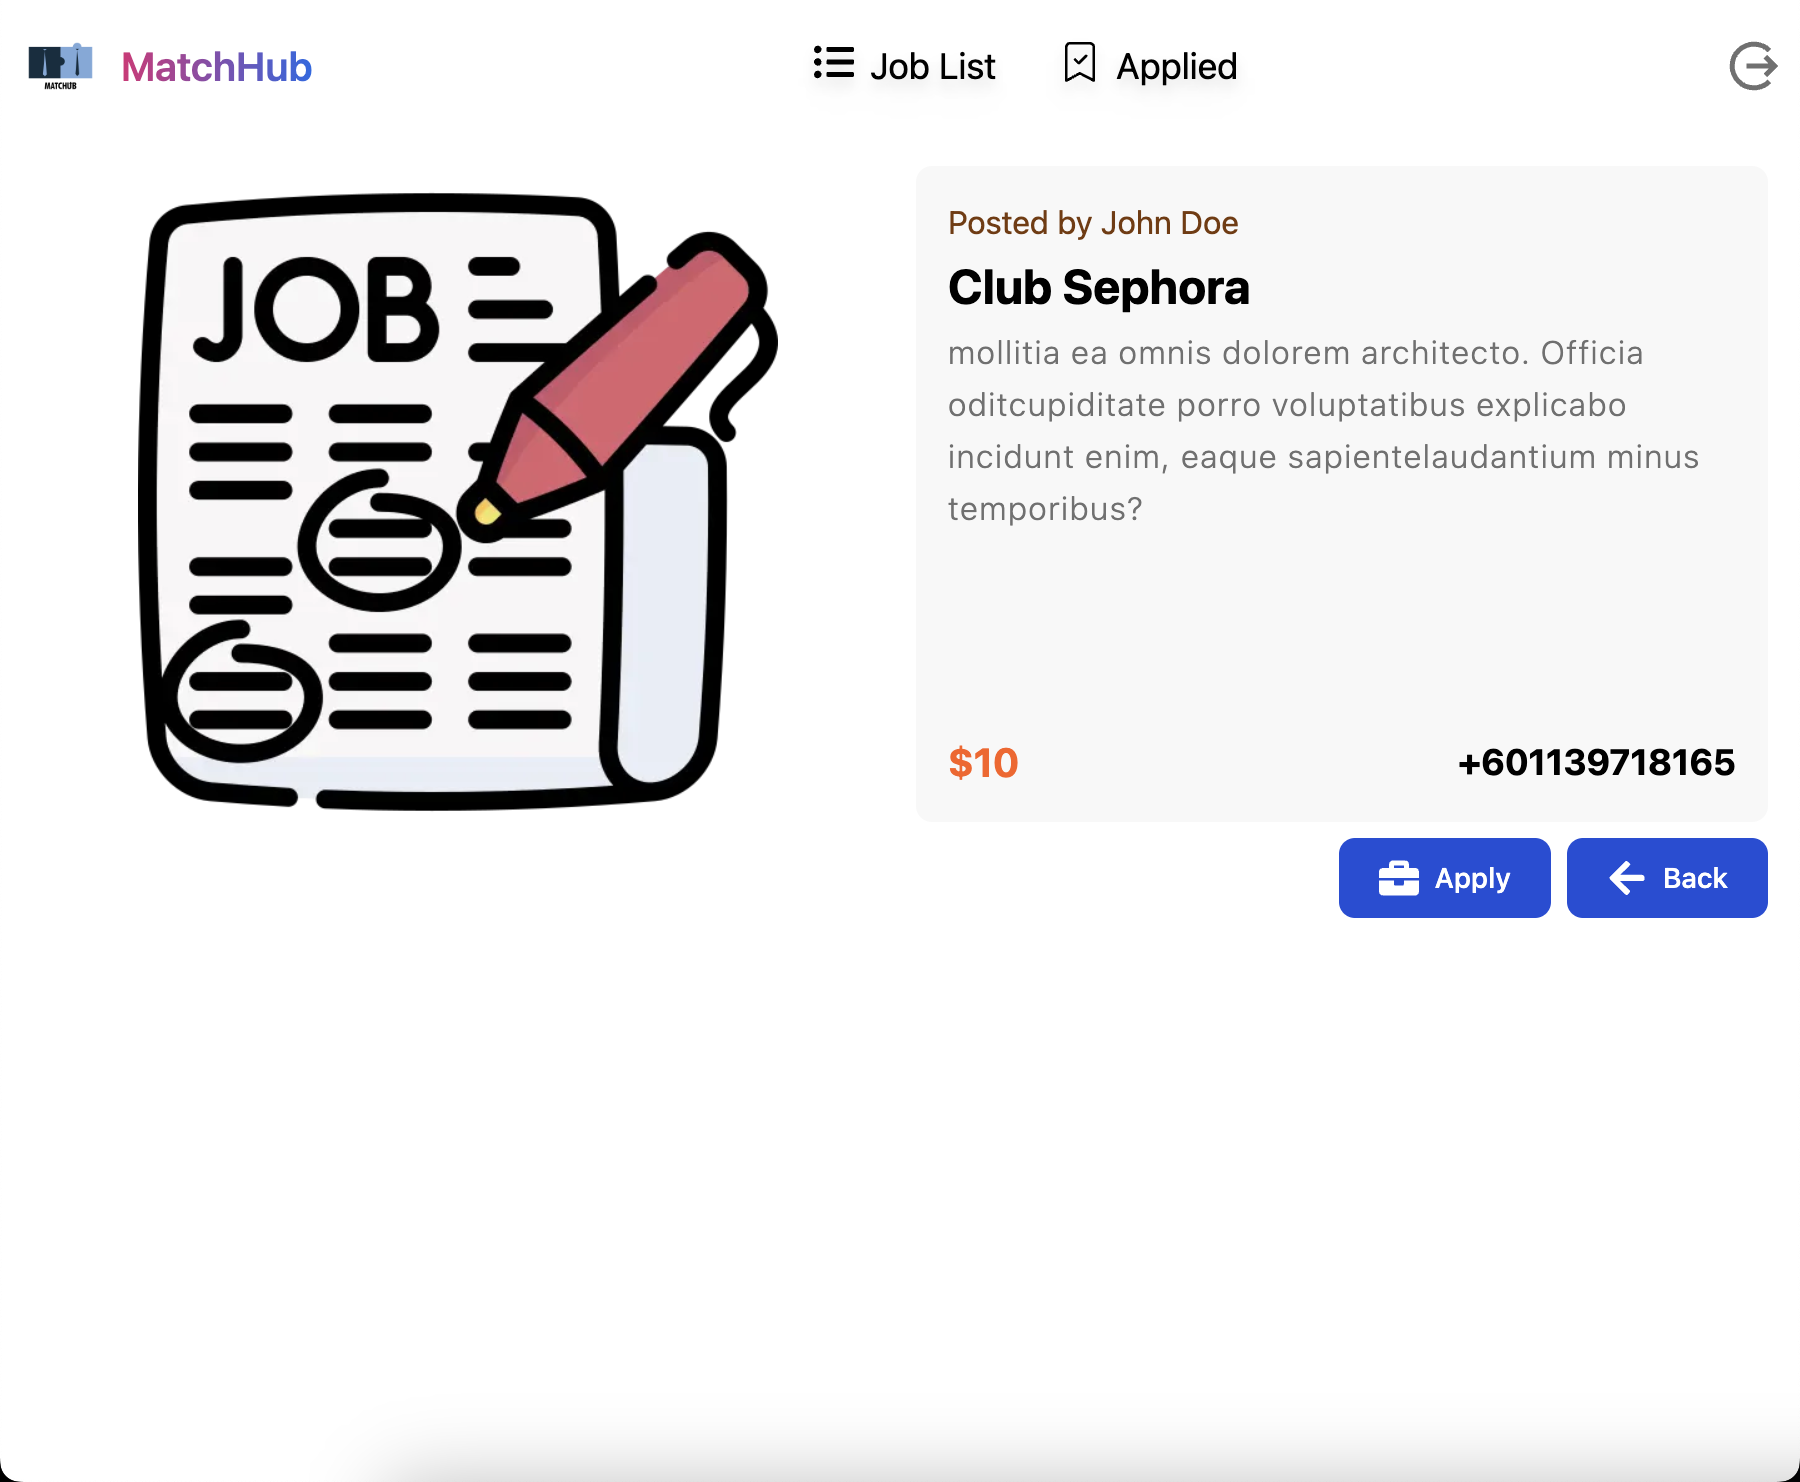 MATCHUB
MatchHub
Job List
Applied
JOB
Posted by John Doe
Club Sephora
mollitia ea omnis dolorem architecto. Officia
oditcupiditate porro voluptatibus explicabo
incidunt enim, eaque sapientelaudantium minus
temporibus?
$10
+601139718165
Apply
Back